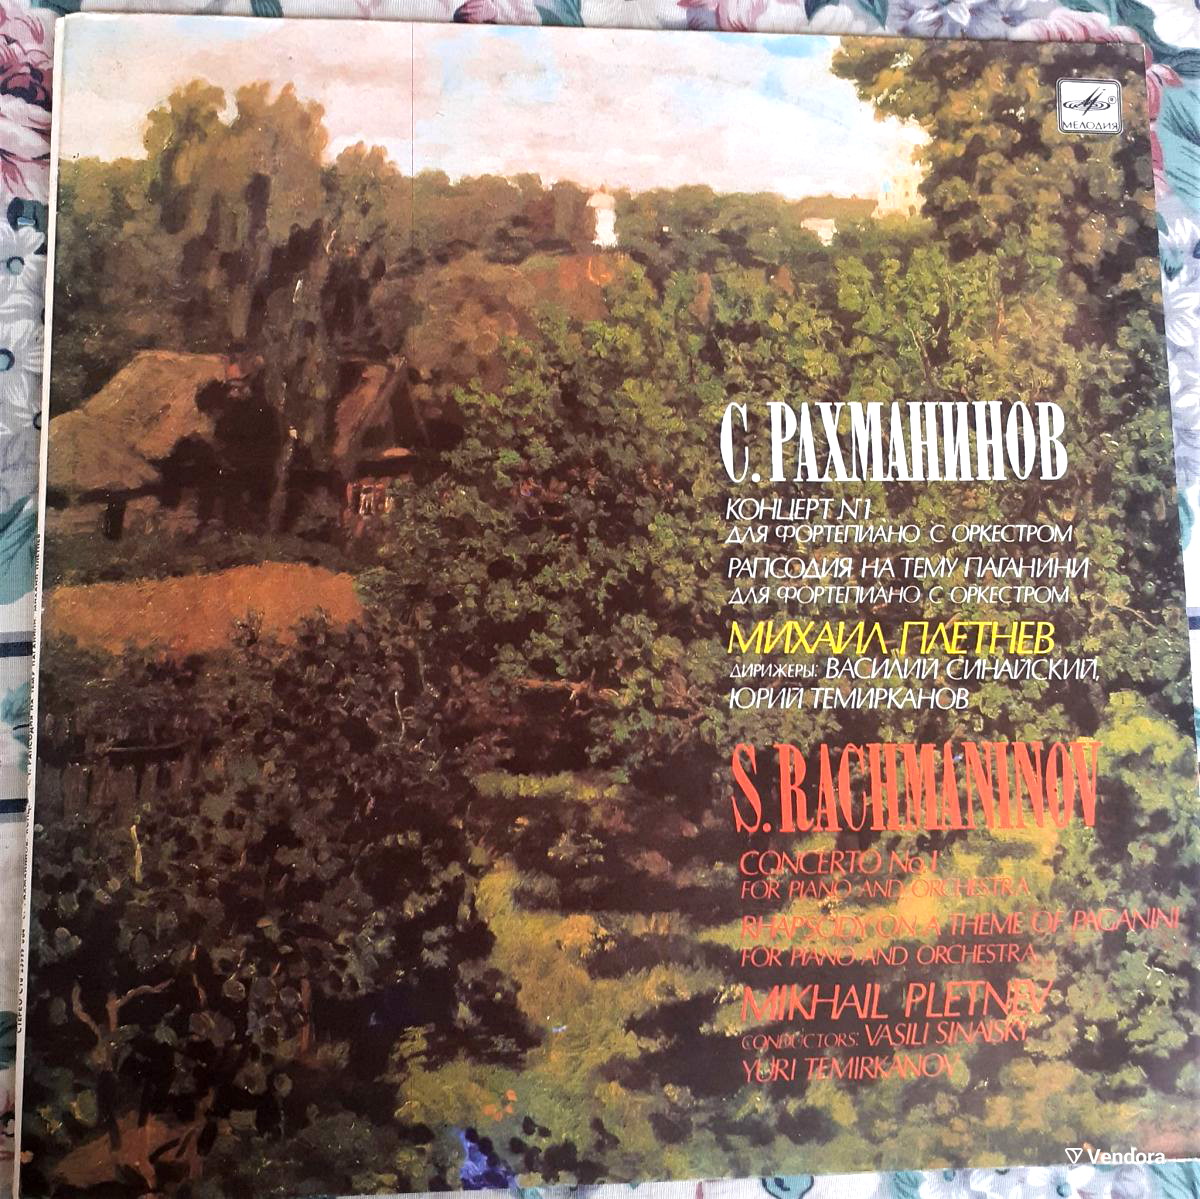 МЕЛОДИЯ
С. РАХМАНИНОВ
КОНЦЕРТ №1
ДЛЯ ФОРТЕПИАНО С ОРКЕСТРОМ
РАПСОДИЯ НА ТЕМУ ПАГАНИНИ
ДЛЯ ФОРТЕПИАНО С ОРКЕСТРОМ
МИХАИЛ ПЛЕТНЕВ
ДИРИЖЕРЫ: ВАСИЛИЙ СИНАЙСКИЙ,
ЮРИЙ ТЕМИРКАНОВ
S. RACHMANINOV
CONCERTO No. 1
FOR PIANO AND ORCHESTRA
RHAPSODY ON A THEME OF PAGANINI
FOR PIANO AND ORCHESTRA
MIKHAIL PLETNEV
CONDUCTORS: VASILI SINAISKY,
YURI TEMIRKANOV
Vendora